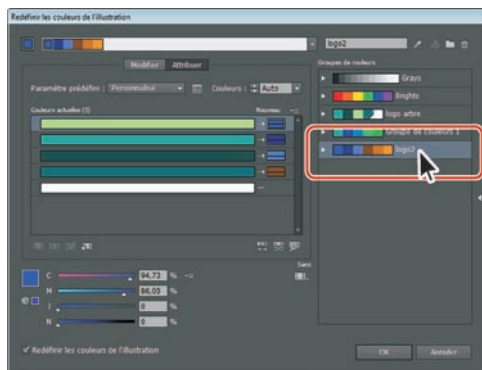 Redéfinir les couleurs de l'illustration
logo2
Modifier Attribuer
Groupes de couleurs
Paramètre prédéfini : Personnalisé Couleurs : Auto
Grays
Brights
logo arbre
Groupe de couleurs 1
logo2
Couleurs actuelles (5)
Nouveau
Sans
C 94,73 %
M 86,05 %
J 0 %
N 0 %
Redéfinir les couleurs de l'illustration
OK Annuler